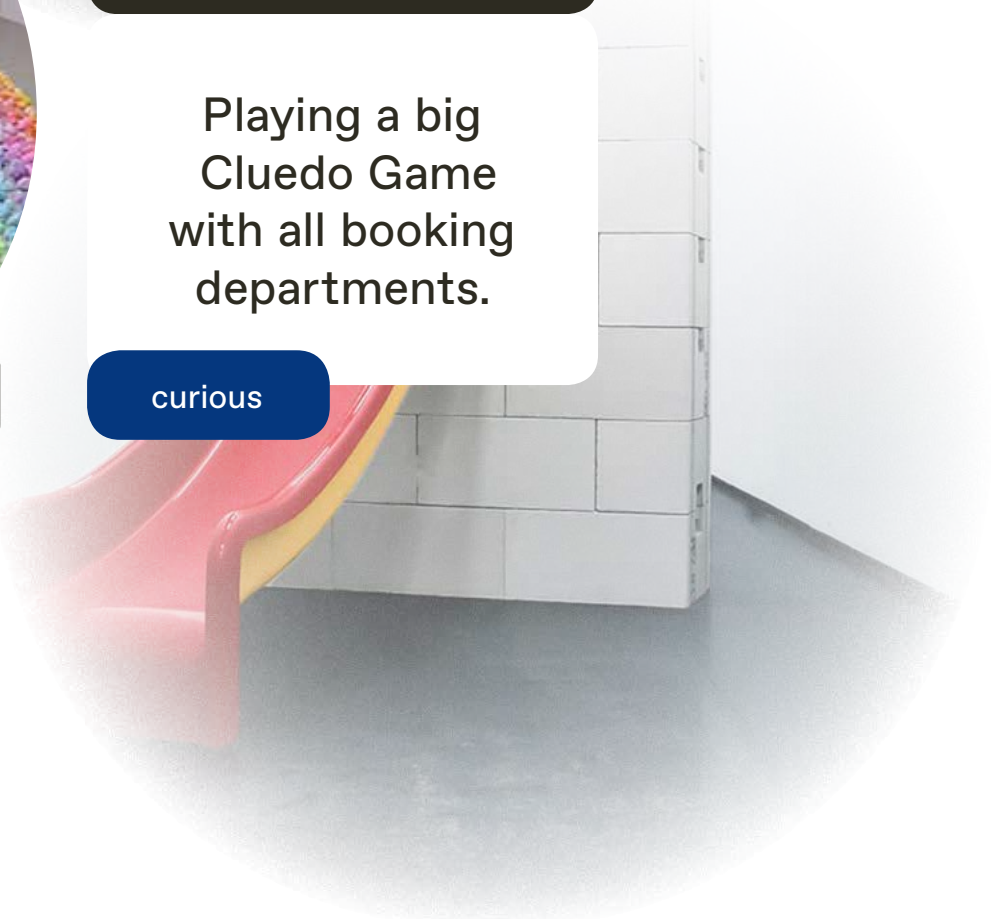 Playing a big
Cluedo Game
with all booking
departments.
curious